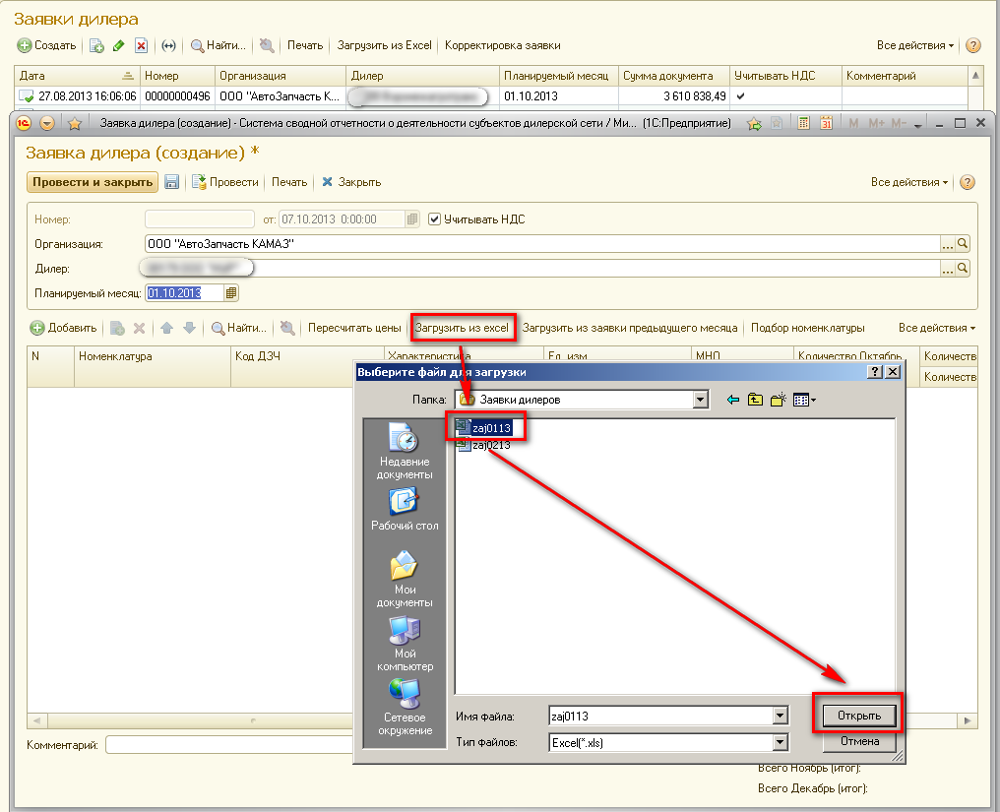 Заявки дилера
Создать Найти... Печать Загрузить из Excel Корректировка заявки Все действия
Дата Номер Организация Дилер Планируемый месяц Сумма документа Учитывать НДС Комментарий
27.08.2013 16:06:06 00000000496 ООО "АвтоЗапчасть К... 01.10.2013 3 610 838,49
Заявка дилера (создание) - Система сводной отчетности о деятельности субъектов дилерской сети / Ми... (1С:Предприятие) M M+ M-
Заявка дилера (создание) *
Провести и закрыть Провести Печать Закрыть Все действия
Номер: от: 07.10.2013 0:00:00 Учитывать НДС
Организация: ООО "АвтоЗапчасть КАМАЗ"
Дилер:
Планируемый месяц: 01.10.2013
Добавить Найти... Пересчитать цены Загрузить из excel Загрузить из заявки предыдущего месяца Подбор номенклатуры Все действия
N Номенклатура Код ДЗЧ Характеристика Ед. изм. МНО Количество Октябрь Количеств
Количеств
Выберите файл для загрузки
Папка: Заявки дилеров
zaj0113
zaj0213
Недавние
документы
Рабочий стол
Мои
документы
Мой
компьютер
Сетевое
окружение
Имя файла: zaj0113 Открыть
Тип файлов: Excel(*.xls) Отмена
Комментарий:
Всего Ноябрь (итог):
Всего Декабрь (итог):